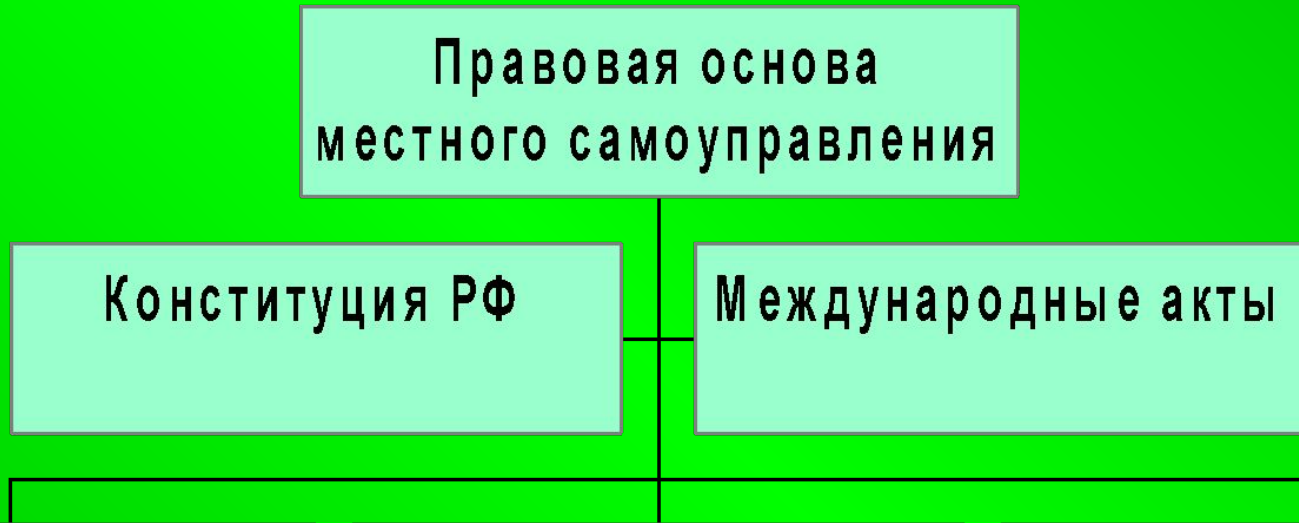 Правовая основа
местного самоуправления
Конституция РФ
Международные акты